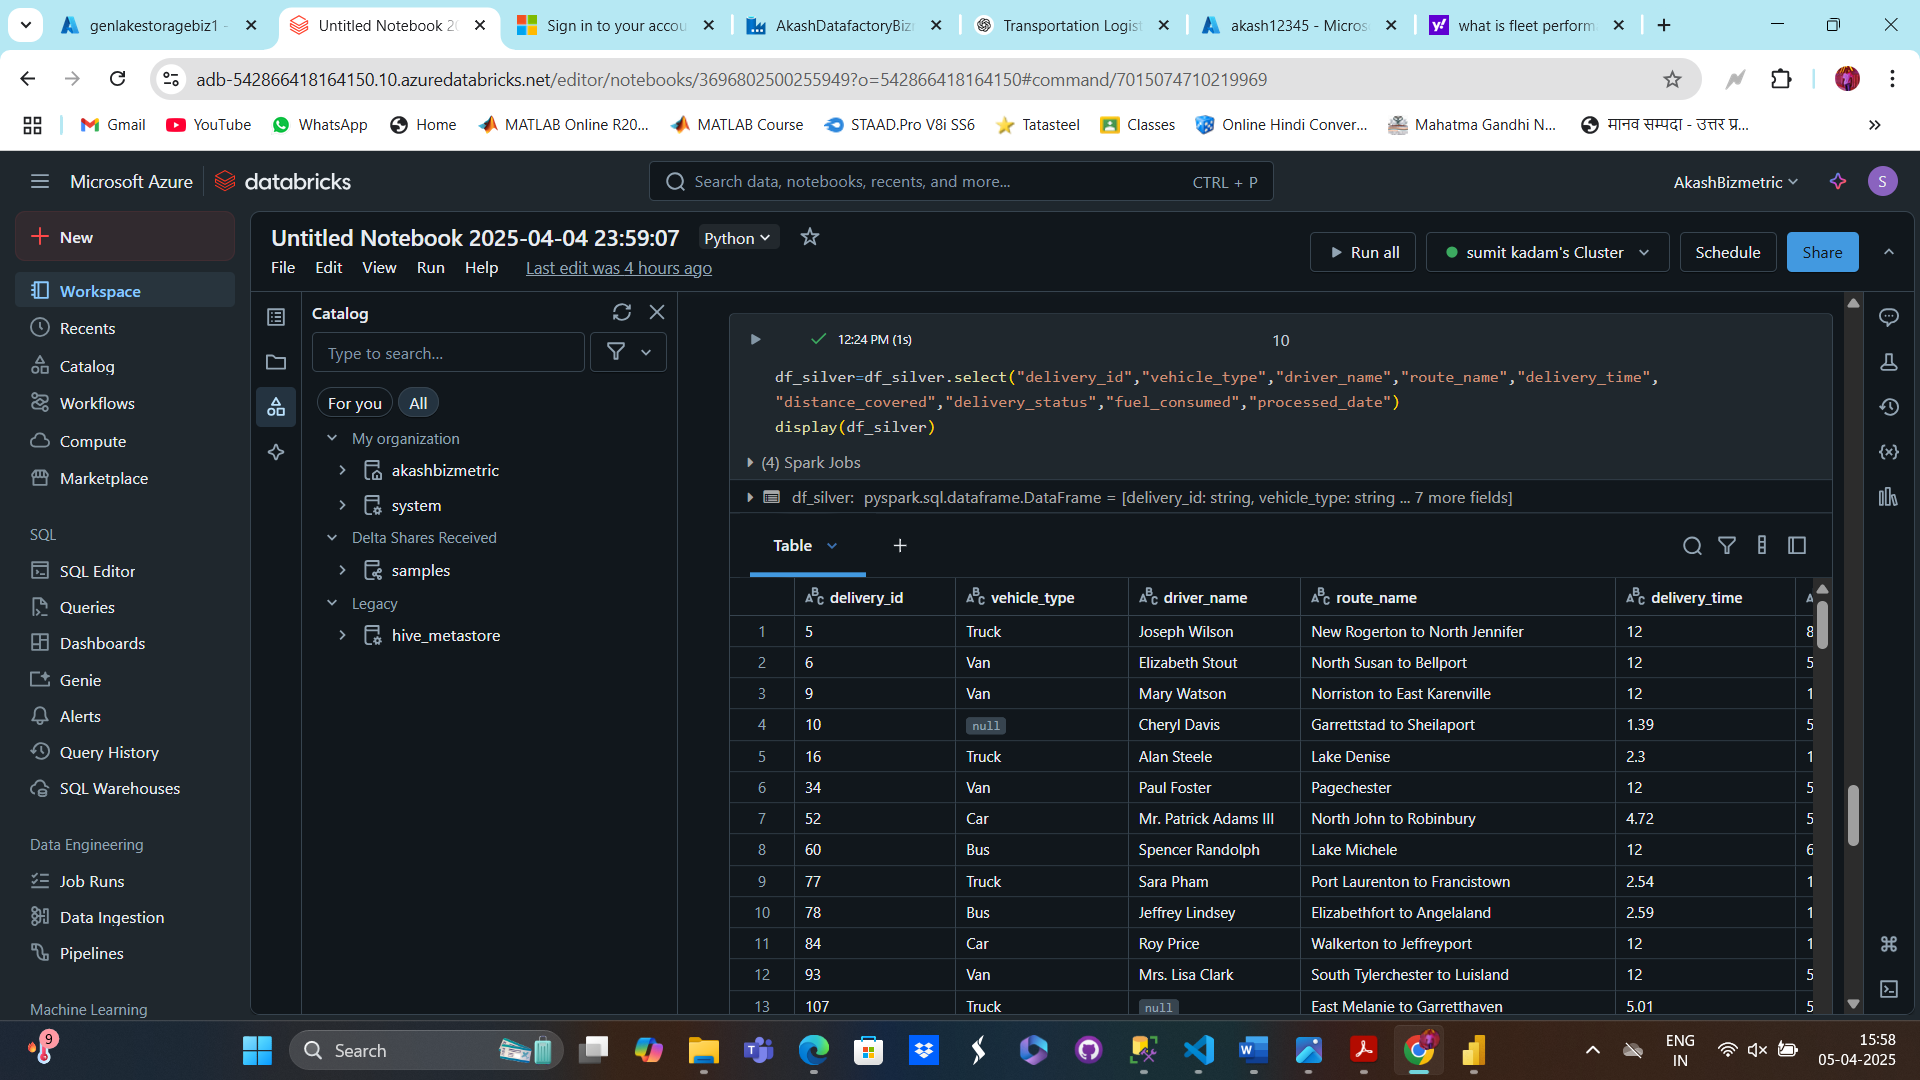 genlakestoragebiz1 -
Untitled Notebook 20
Sign in to your accou
AkashDatafactoryBizm
Transportation Logist
akash12345 - Micros
what is fleet perform
adb-542866418164150.10.azuredatabricks.net/editor/notebooks/3696802500255949?o=542866418164150#command/7015074710219969
Gmail
YouTube
WhatsApp
Home
MATLAB Online R20...
MATLAB Course
STAAD.Pro V8i SS6
Tatasteel
Classes
Online Hindi Conver...
Mahatma Gandhi N...
मानव सम्पदा - उत्तर प्र...
Microsoft Azure
databricks
Search data, notebooks, recents, and more...
CTRL + P
AkashBizmetric
S
New
Workspace
Recents
Catalog
Workflows
Compute
Marketplace
SQL
SQL Editor
Queries
Dashboards
Genie
Alerts
Query History
SQL Warehouses
Data Engineering
Job Runs
Data Ingestion
Pipelines
Machine Learning
Untitled Notebook 2025-04-04 23:59:07
Python
File Edit View Run Help
Last edit was 4 hours ago
Run all
sumit kadam's Cluster
Schedule
Share
Catalog
Type to search...
For you
All
My organization
akashbizmetric
system
Delta Shares Received
samples
Legacy
hive_metastore
12:24 PM (1s)
10
df_silver=df_silver.select("delivery_id","vehicle_type","driver_name","route_name","delivery_time",
"distance_covered","delivery_status","fuel_consumed","processed_date")
display(df_silver)
(4) Spark Jobs
df_silver: pyspark.sql.dataframe.DataFrame = [delivery_id: string, vehicle_type: string ... 7 more fields]
Table
delivery_id vehicle_type driver_name route_name delivery_time
1 5 Truck Joseph Wilson New Rogerton to North Jennifer 12 8
2 6 Van Elizabeth Stout North Susan to Bellport 12 5
3 9 Van Mary Watson Norriston to East Karenville 12 1
4 10 null Cheryl Davis Garrettstad to Sheilaport 1.39 5
5 16 Truck Alan Steele Lake Denise 2.3 1
6 34 Van Paul Foster Pagechester 12 5
7 52 Car Mr. Patrick Adams III North John to Robinbury 4.72 5
8 60 Bus Spencer Randolph Lake Michele 12 6
9 77 Truck Sara Pham Port Laurenton to Francistown 2.54 1
10 78 Bus Jeffrey Lindsey Elizabethfort to Angelaland 2.59 1
11 84 Car Roy Price Walkerton to Jeffreyport 12 1
12 93 Van Mrs. Lisa Clark South Tylerchester to Luisland 12 5
13 107 Truck null East Melanie to Garretthaven 5.01 5
9
Search
ENG
IN
15:58
05-04-2025